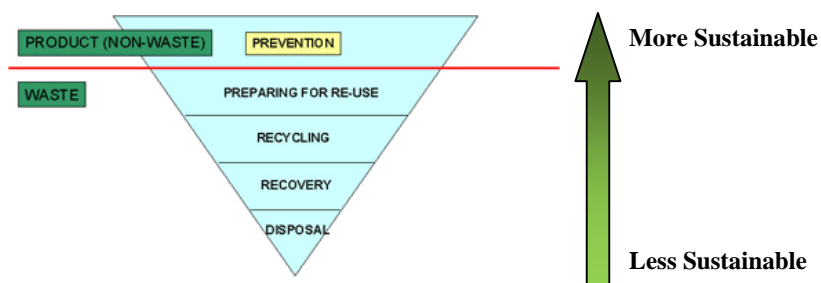 PRODUCT (NON-WASTE)
PREVENTION
More Sustainable
WASTE
PREPARING FOR RE-USE
RECYCLING
RECOVERY
DISPOSAL
Less Sustainable